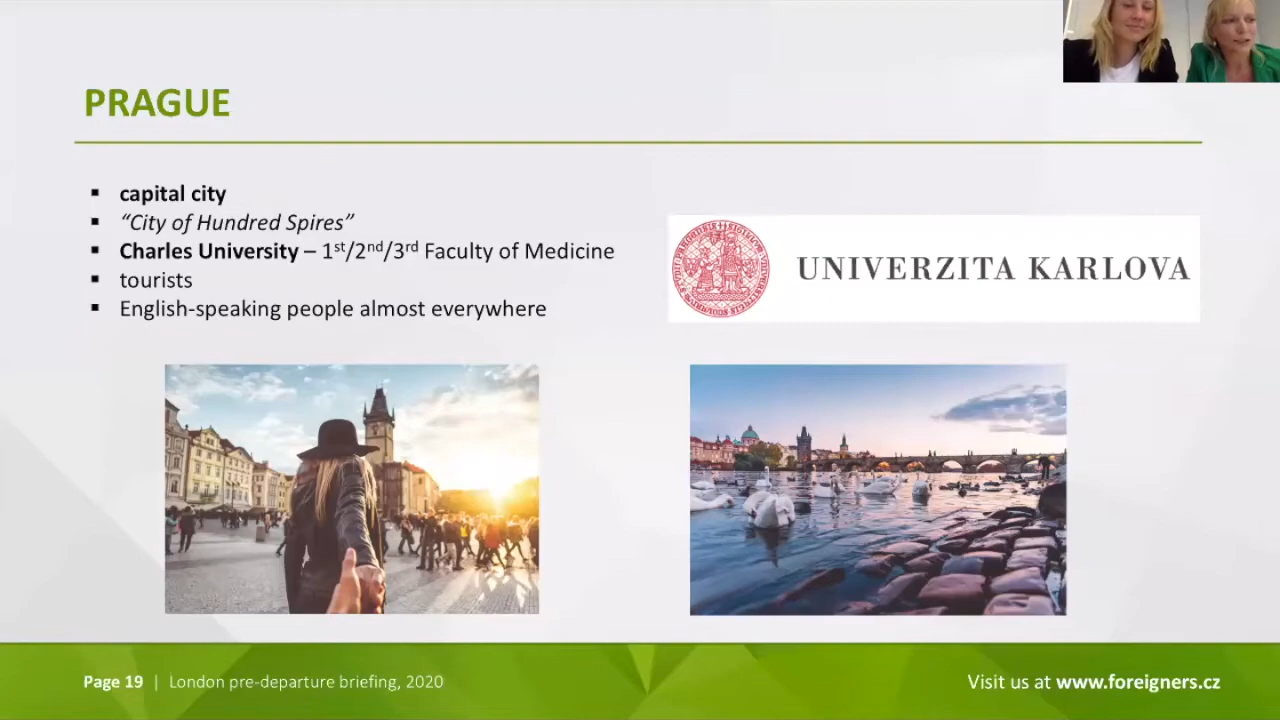 PRAGUE
▪ capital city
▪ “City of Hundred Spires”
▪ Charles University – 1st/2nd/3rd Faculty of Medicine
▪ tourists
▪ English-speaking people almost everywhere
UNIVERZITA KARLOVA
Page 19 | London pre-departure briefing, 2020
Visit us at www.foreigners.cz